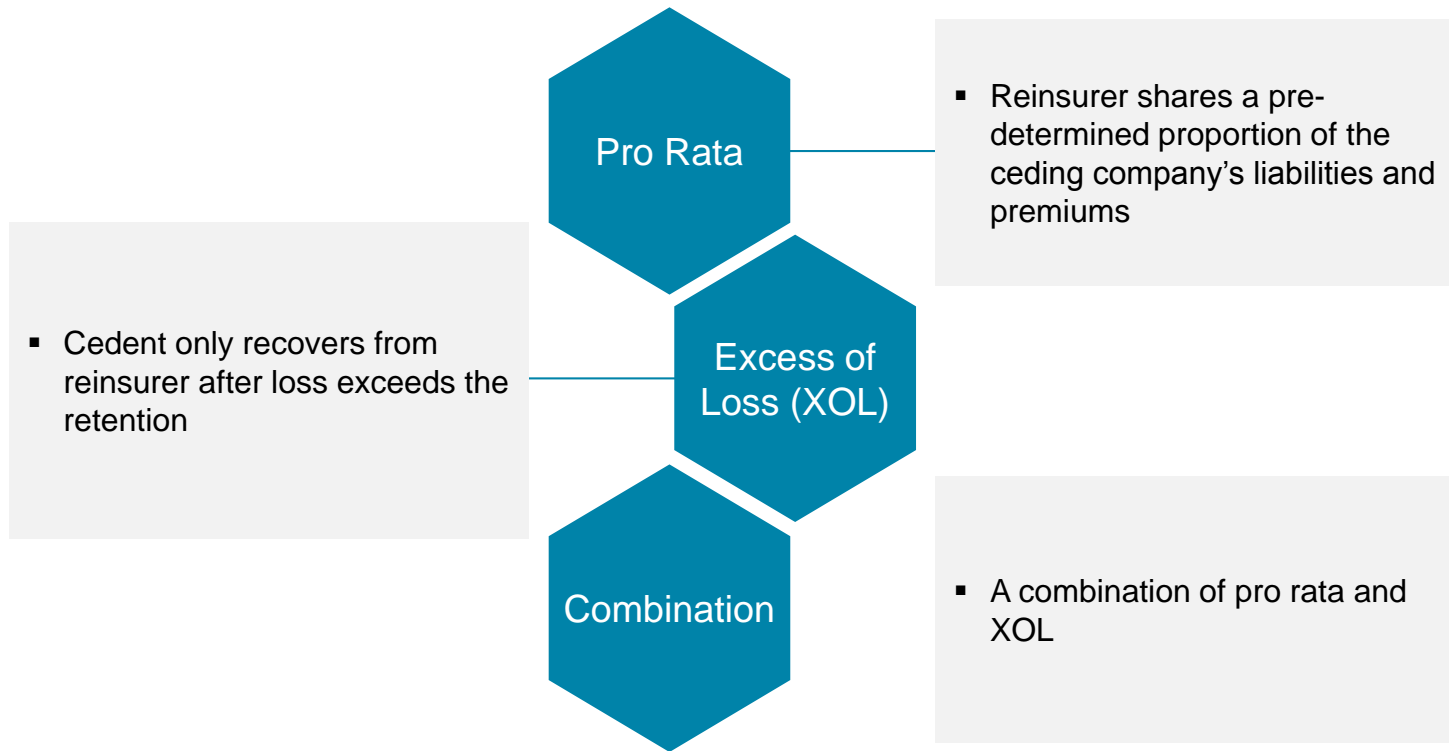 Pro Rata
▪ Reinsurer shares a pre-
determined proportion of the
ceding company’s liabilities and
premiums
Excess of
Loss (XOL)
▪ Cedent only recovers from
reinsurer after loss exceeds the
retention
Combination
▪ A combination of pro rata and
XOL